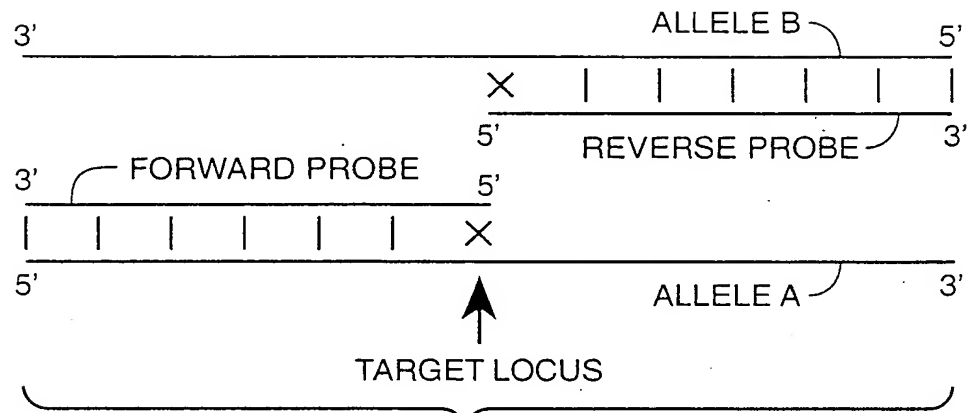 ALLELE B
3' 5'
5' REVERSE PROBE 3'
3' FORWARD PROBE 5'
5' ALLELE A 3'
TARGET LOCUS